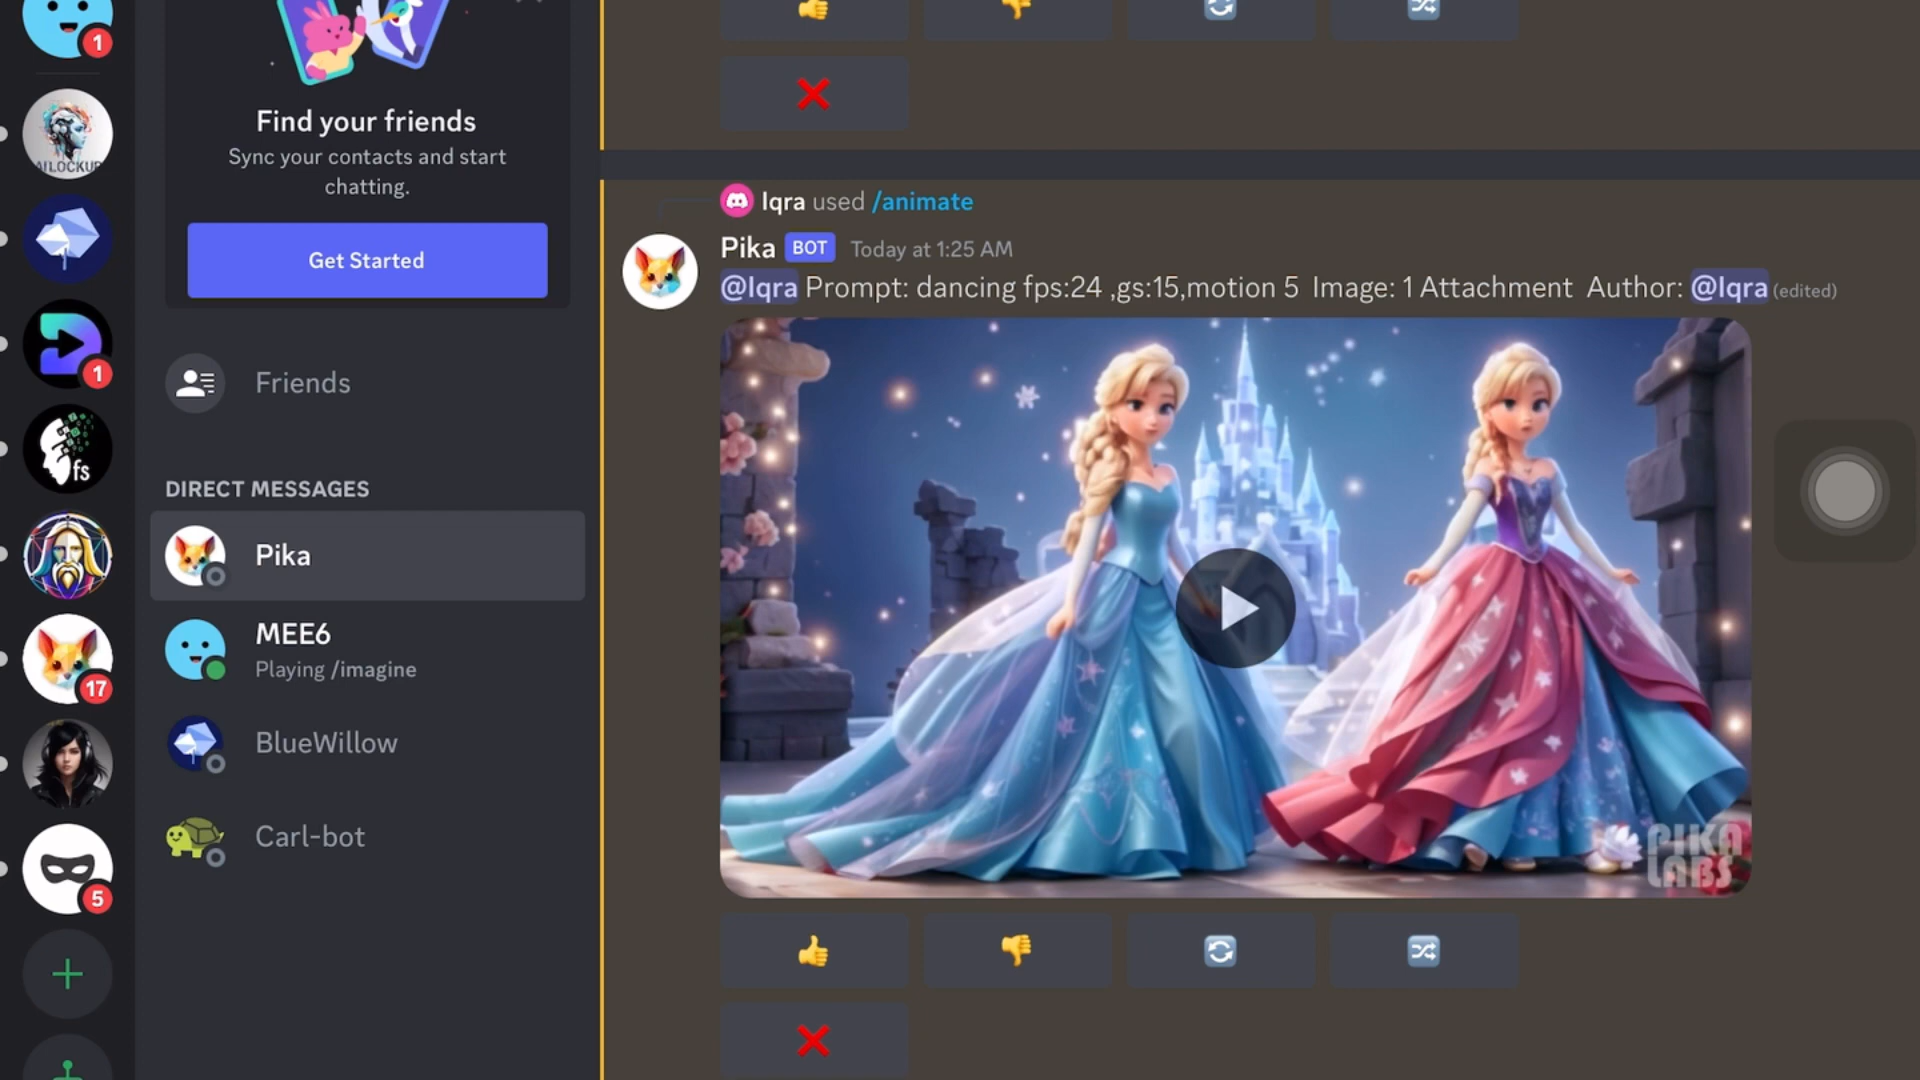 1
AILOCKUP
1
fs
17
5
Find your friends
Sync your contacts and start
chatting.
Get Started
Friends
DIRECT MESSAGES
Pika
MEE6
Playing /imagine
BlueWillow
Carl-bot
Iqra used /animate
Pika BOT Today at 1:25 AM
@Iqra Prompt: dancing fps:24 ,gs:15,motion 5 Image: 1 Attachment Author: @Iqra (edited)
PIKA
LABS